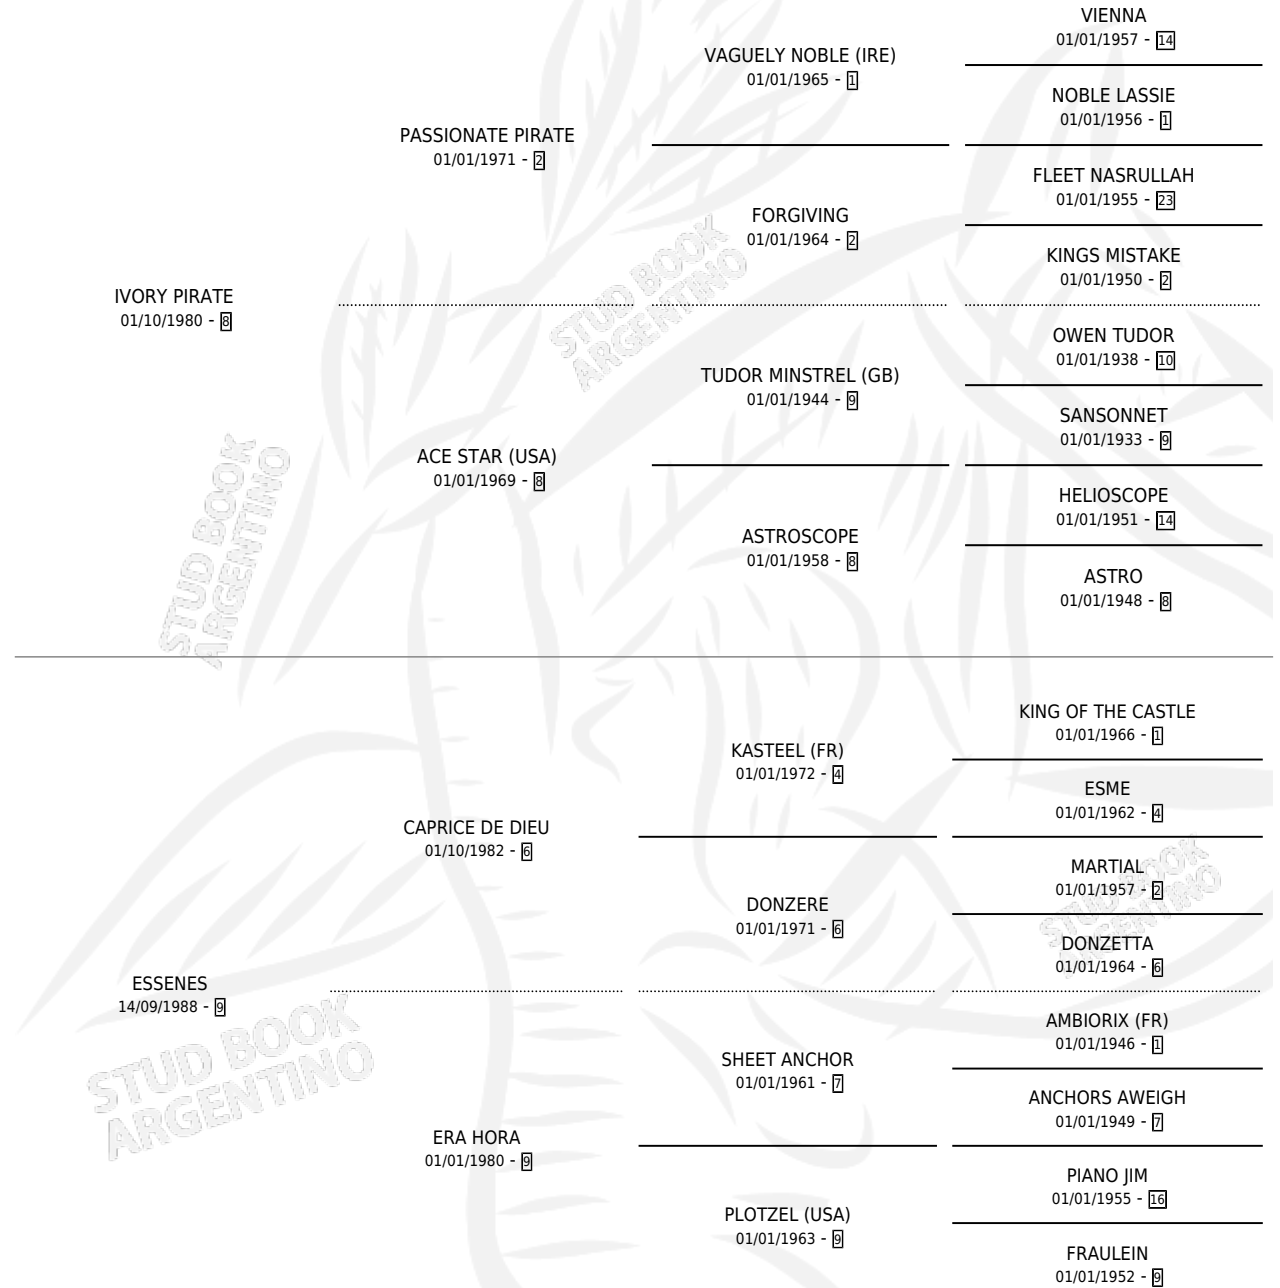 VIENNA
01/01/1957 - 14
VAGUELY NOBLE (IRE)
01/01/1965 - 1
NOBLE LASSIE
01/01/1956 - 1
PASSIONATE PIRATE
01/01/1971 - 2
FLEET NASRULLAH
01/01/1955 - 23
FORGIVING
01/01/1964 - 2
KINGS MISTAKE
01/01/1950 - 2
IVORY PIRATE
01/10/1980 - 8
STUD BOOK
ARGENTINO
OWEN TUDOR
01/01/1938 - 10
TUDOR MINSTREL (GB)
01/01/1944 - 9
SANSONNET
01/01/1933 - 9
ACE STAR (USA)
01/01/1969 - 8
HELIOSCOPE
01/01/1951 - 14
ASTROSCOPE
01/01/1958 - 8
ASTRO
01/01/1948 - 8
STUD BOOK
ARGENTINO
KING OF THE CASTLE
01/01/1966 - 1
KASTEEL (FR)
01/01/1972 - 4
ESME
01/01/1962 - 4
CAPRICE DE DIEU
01/10/1982 - 6
MARTIAL
01/01/1957 - 2
DONZERE
01/01/1971 - 6
DONZETTA
01/01/1964 - 6
STUD BOOK
ARGENTINO
ESSENES
14/09/1988 - 9
AMBIORIX (FR)
01/01/1946 - 1
SHEET ANCHOR
01/01/1961 - 7
ANCHORS AWEIGH
01/01/1949 - 7
STUD BOOK
ARGENTINO
ERA HORA
01/01/1980 - 9
PIANO JIM
01/01/1955 - 16
PLOTZEL (USA)
01/01/1963 - 9
FRAULEIN
01/01/1952 - 9